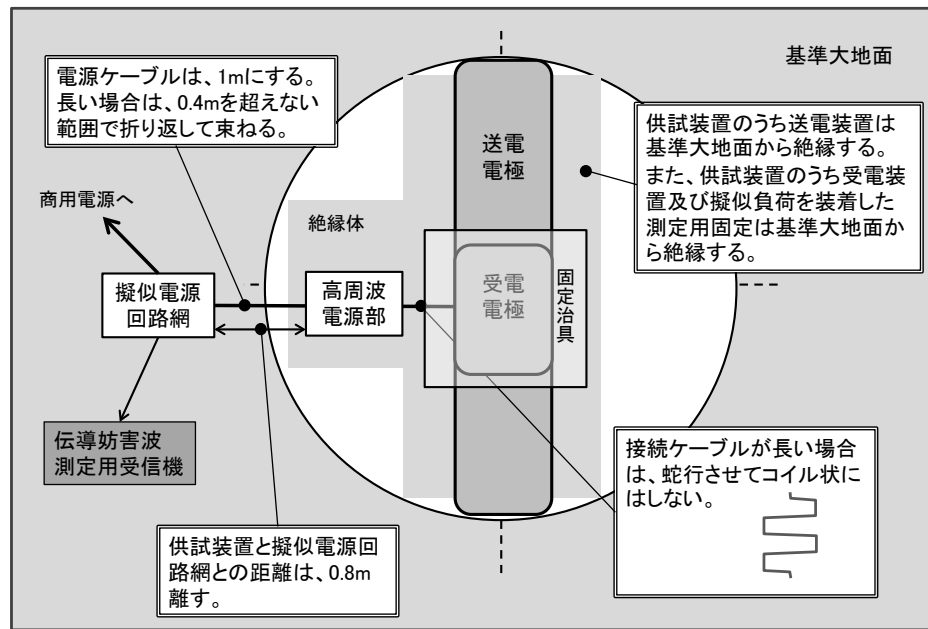 基準大地面
電源ケーブルは、1mにする。
長い場合は、0.4mを超えない
範囲で折り返して束ねる。
供試装置のうち送電装置は
基準大地面から絶縁する。
また、供試装置のうち受電装
置及び擬似負荷を装着した
測定用固定は基準大地面か
ら絶縁する。
送電
電極
商用電源へ
絶縁体
擬似電源
回路網
高周波
電源部
受電
電極
固定治具
伝導妨害波
測定用受信機
接続ケーブルが長い場合
は、蛇行させてコイル状に
はしない。
供試装置と擬似電源回
路網との距離は、0.8m
離す。